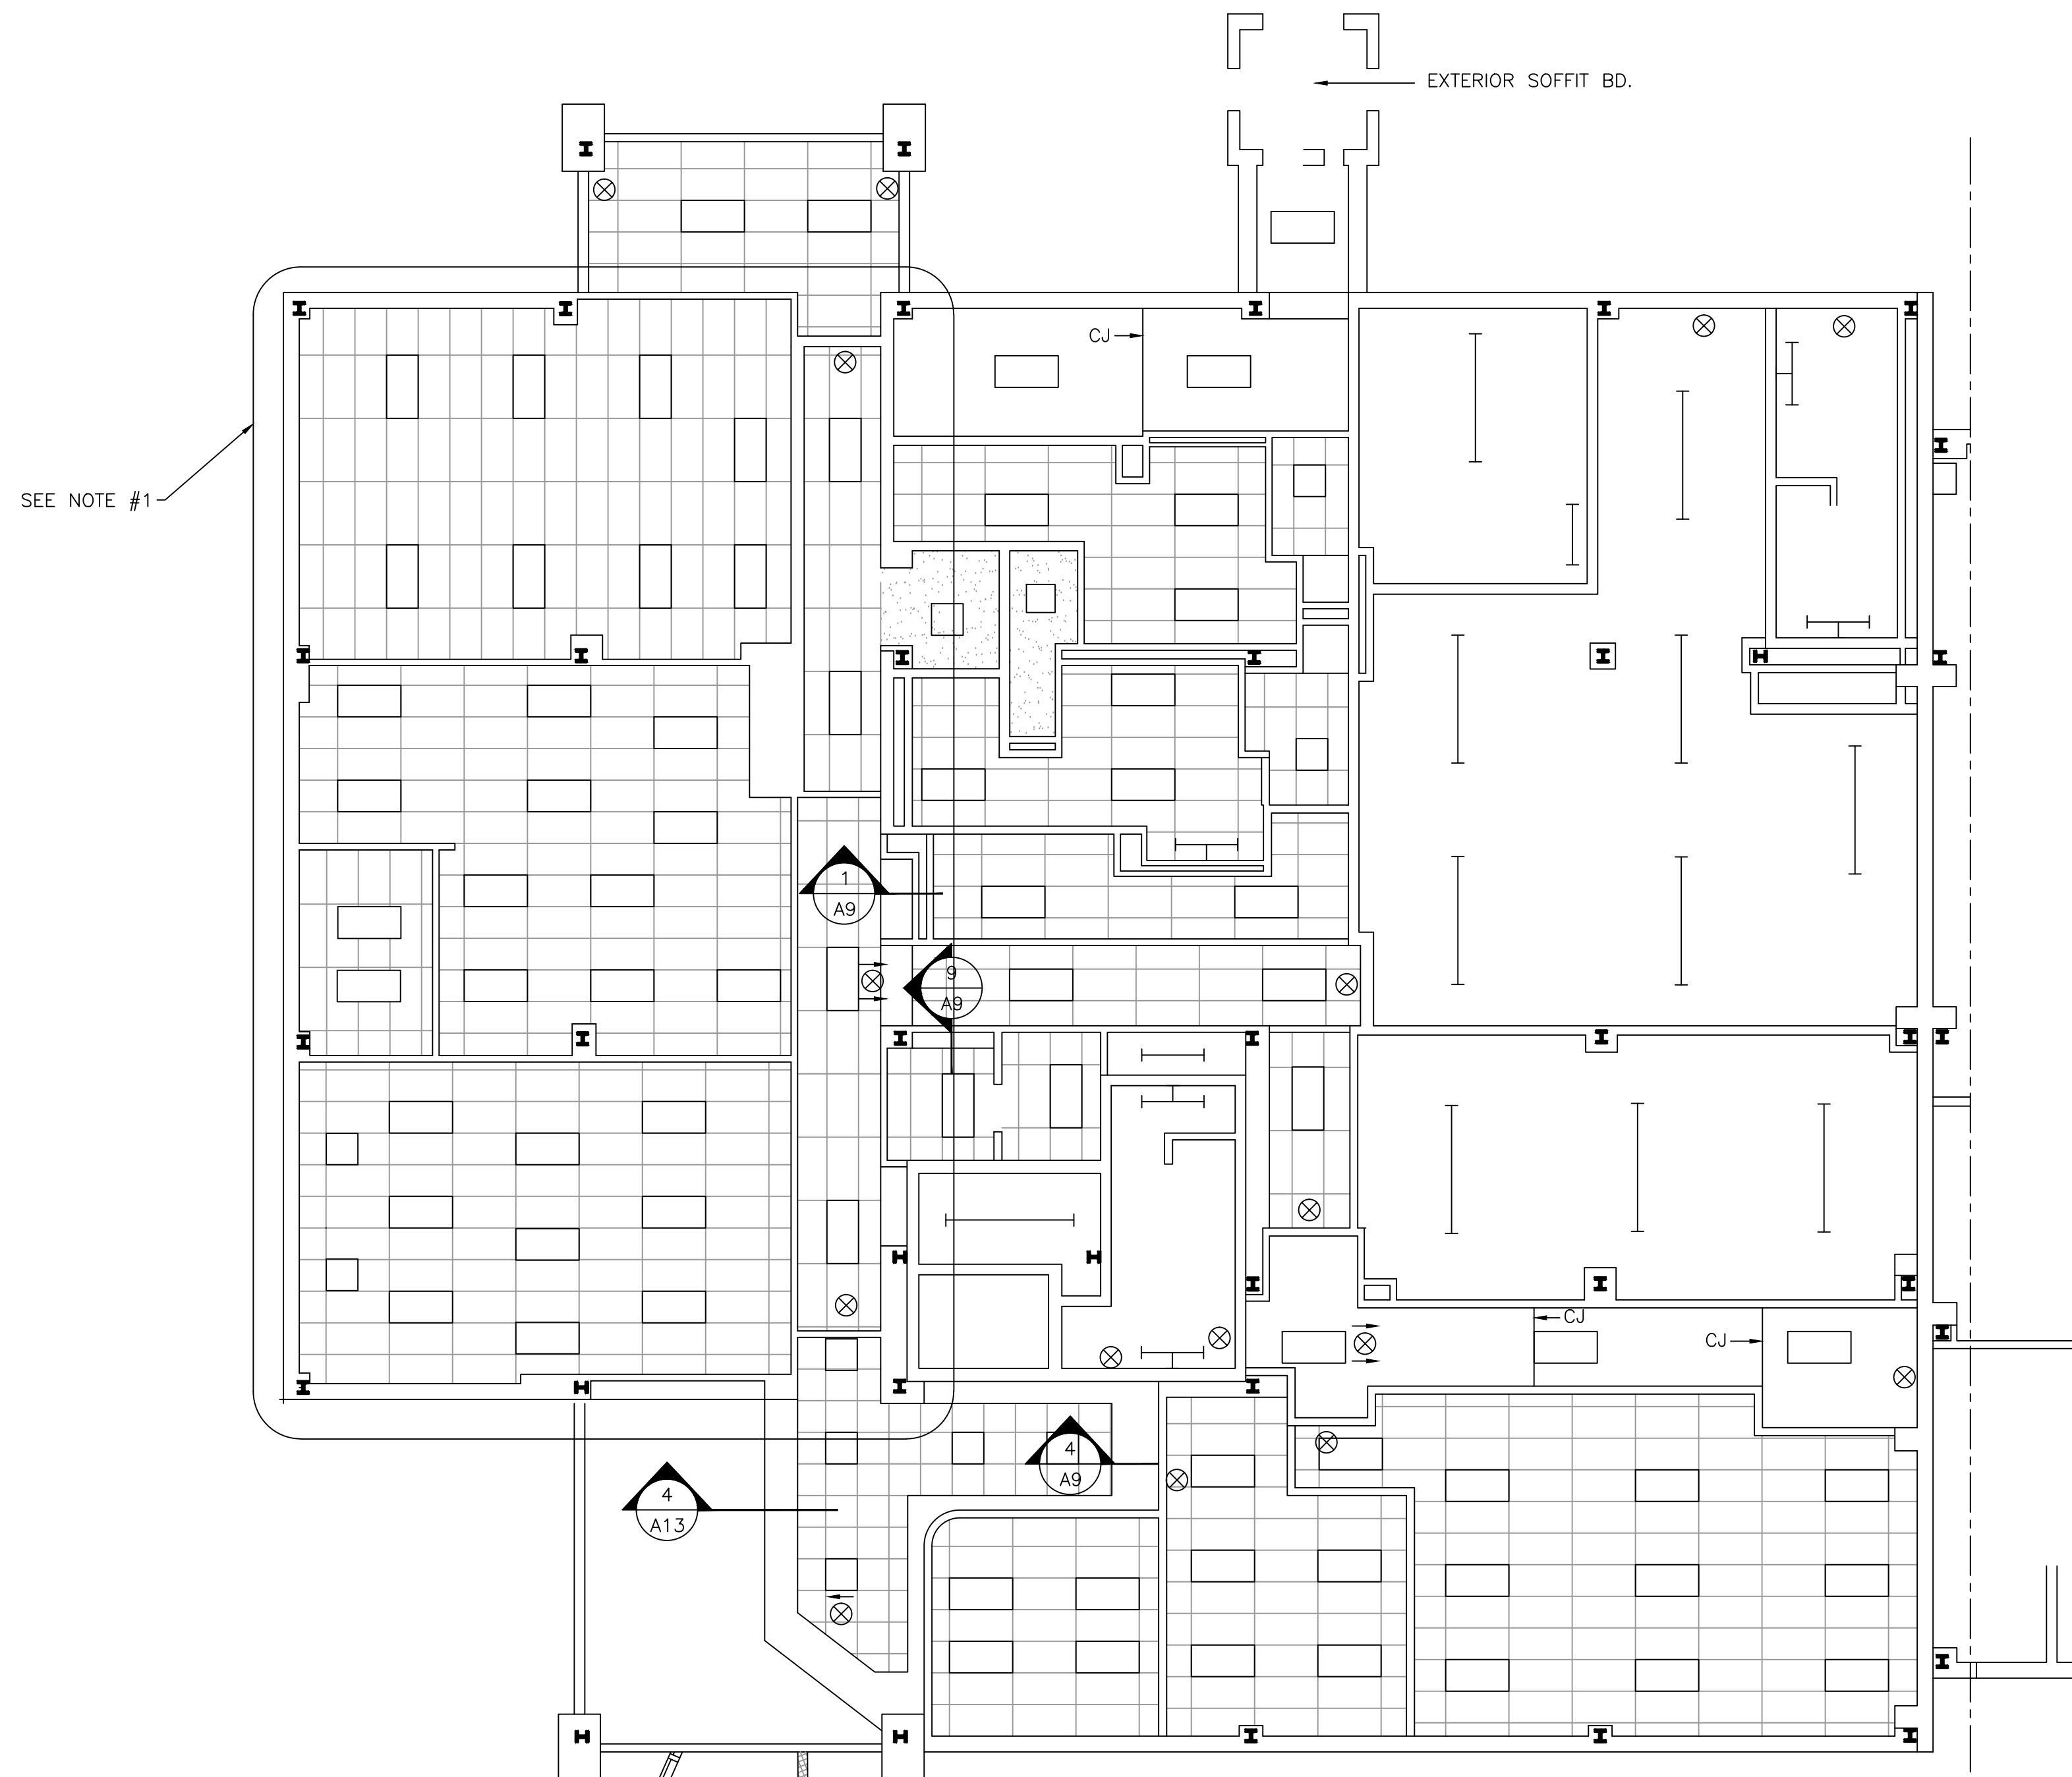 EXTERIOR SOFFIT BD.
CJ
SEE NOTE #1
1
A9
9
A9
CJ
CJ
4
A9
4
A13